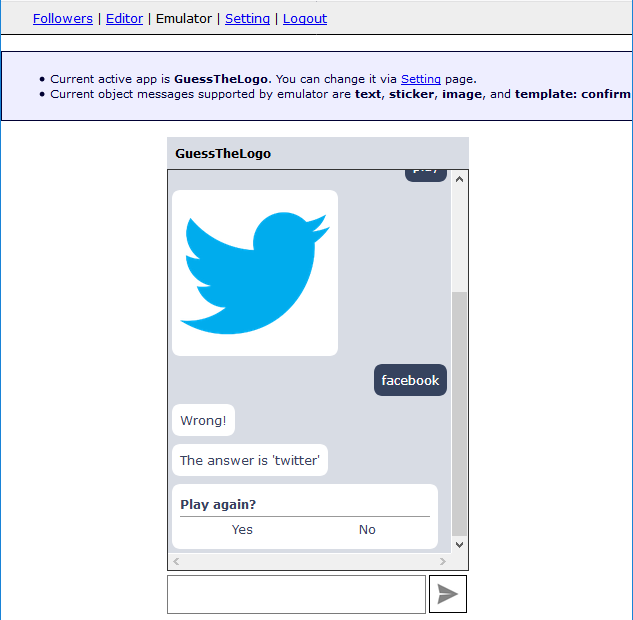 Followers | Editor | Emulator | Setting | Logout
Current active app is GuessTheLogo. You can change it via Setting page.
Current object messages supported by emulator are text, sticker, image, and template: confirm
GuessTheLogo
play
facebook
Wrong!
The answer is 'twitter'
Play again?
Yes No